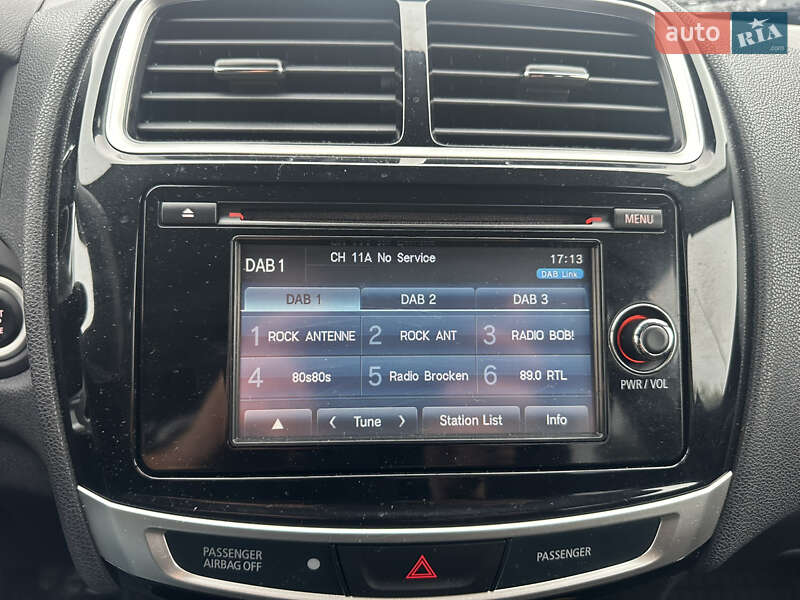 auto RIA .com
MENU
CH 11A No Service 17:13
DAB 1 DAB Link
DAB 1 DAB 2 DAB 3
1 ROCK ANTENNE 2 ROCK ANT 3 RADIO BOB!
4 80s80s 5 Radio Brocken 6 89.0 RTL
▲ < Tune > Station List Info
PWR / VOL
PASSENGER PASSENGER
AIRBAG OFF